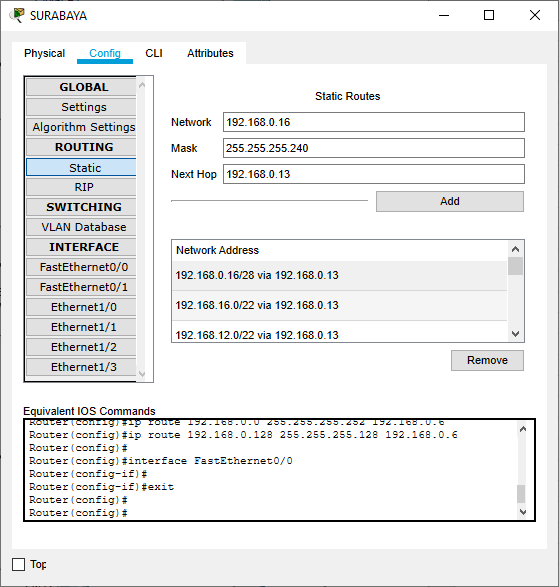 SURABAYA
Physical Config CLI Attributes
GLOBAL
Settings
Algorithm Settings
ROUTING
Static
RIP
SWITCHING
VLAN Database
INTERFACE
FastEthernet0/0
FastEthernet0/1
Ethernet1/0
Ethernet1/1
Ethernet1/2
Ethernet1/3
Static Routes
Network 192.168.0.16
Mask 255.255.255.240
Next Hop 192.168.0.13
Add
Network Address
192.168.0.16/28 via 192.168.0.13
192.168.16.0/22 via 192.168.0.13
192.168.12.0/22 via 192.168.0.13
Remove
Equivalent IOS Commands
Router(config)#ip route 192.168.0.0 255.255.255.252 192.168.0.6
Router(config)#ip route 192.168.0.128 255.255.255.128 192.168.0.6
Router(config)#
Router(config)#interface FastEthernet0/0
Router(config-if)#
Router(config-if)#exit
Router(config)#
Router(config)#
Top